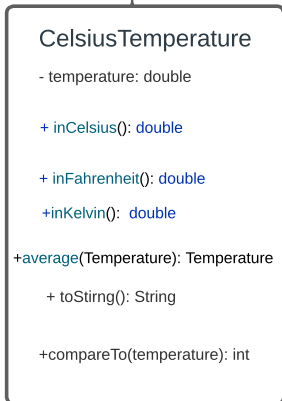 CelsiusTemperature
- temperature: double
+ inCelsius(): double
+ inFahrenheit(): double
+inKelvin():  double
+average(Temperature): Temperature
+ toStirng(): String
+compareTo(temperature): int